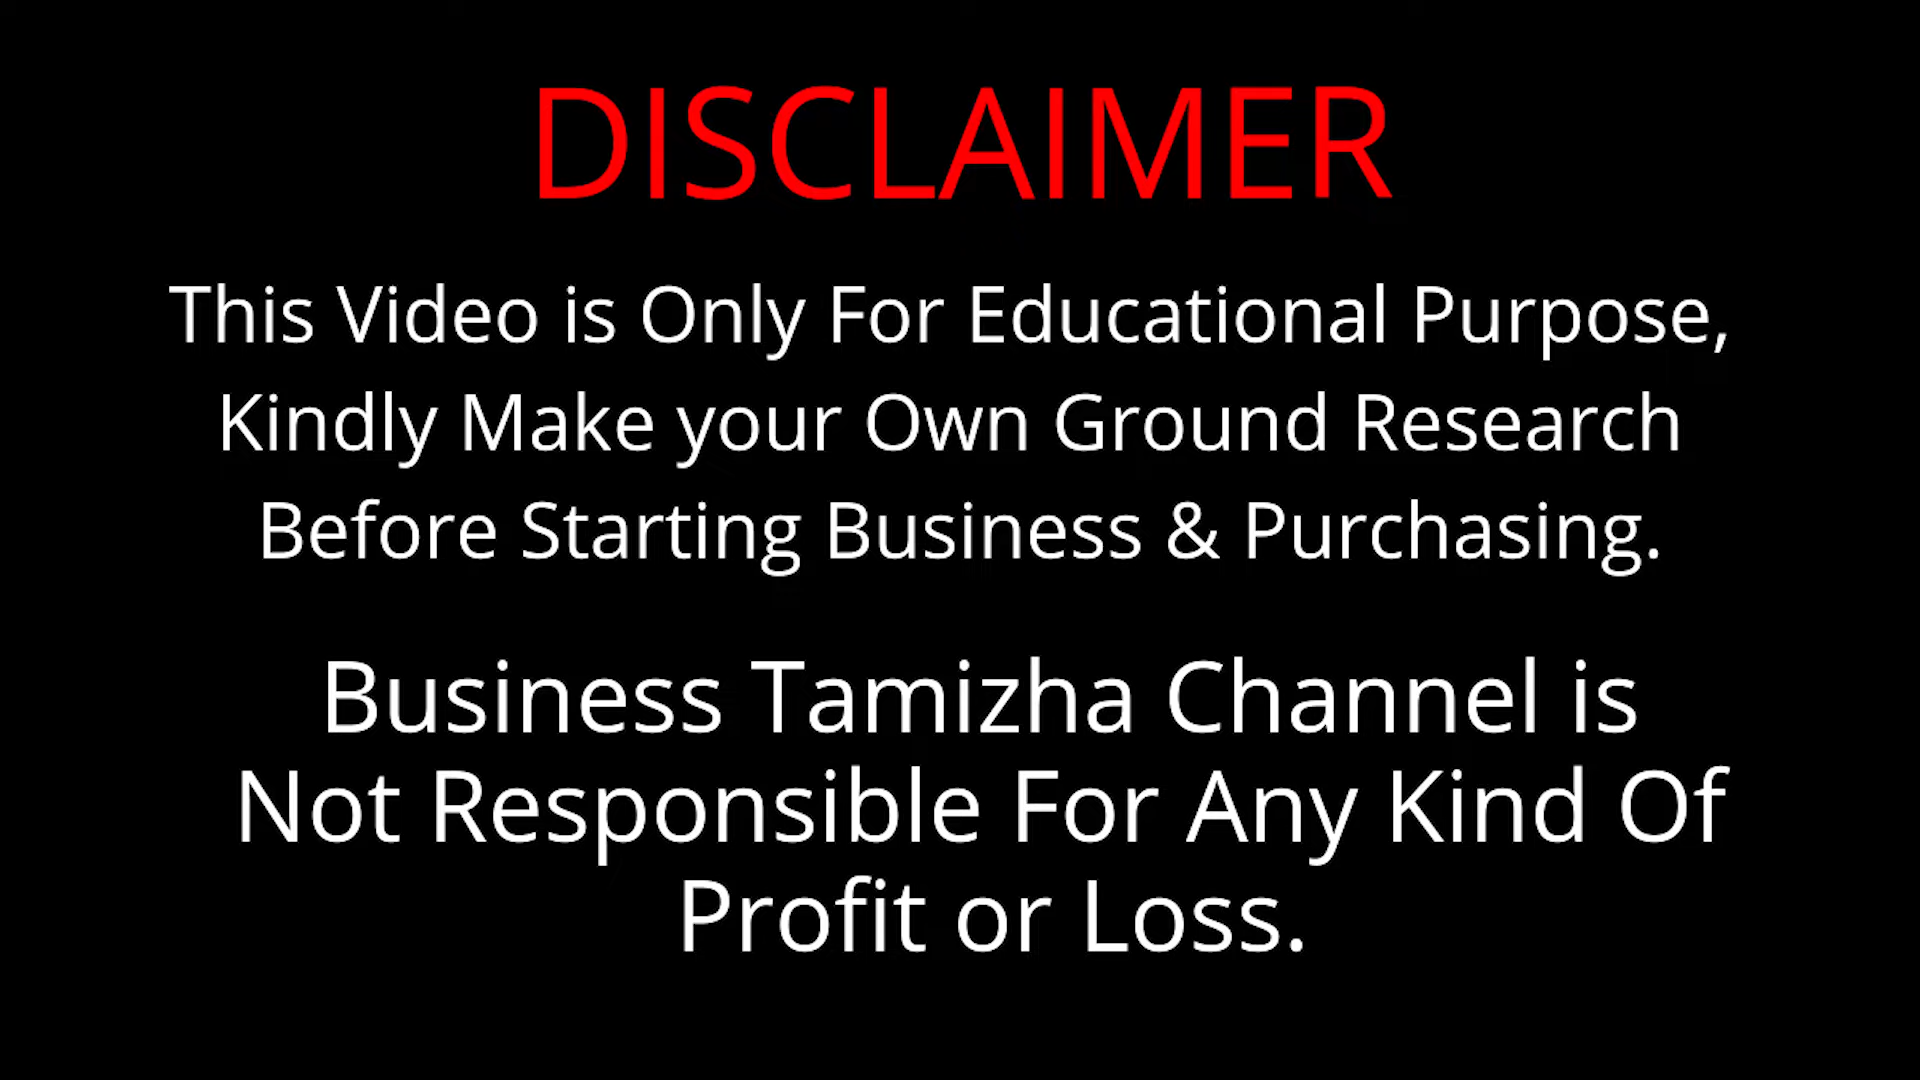 DISCLAIMER
This Video is Only For Educational Purpose,
Kindly Make your Own Ground Research
Before Starting Business & Purchasing.
Business Tamizha Channel is
Not Responsible For Any Kind Of
Profit or Loss.